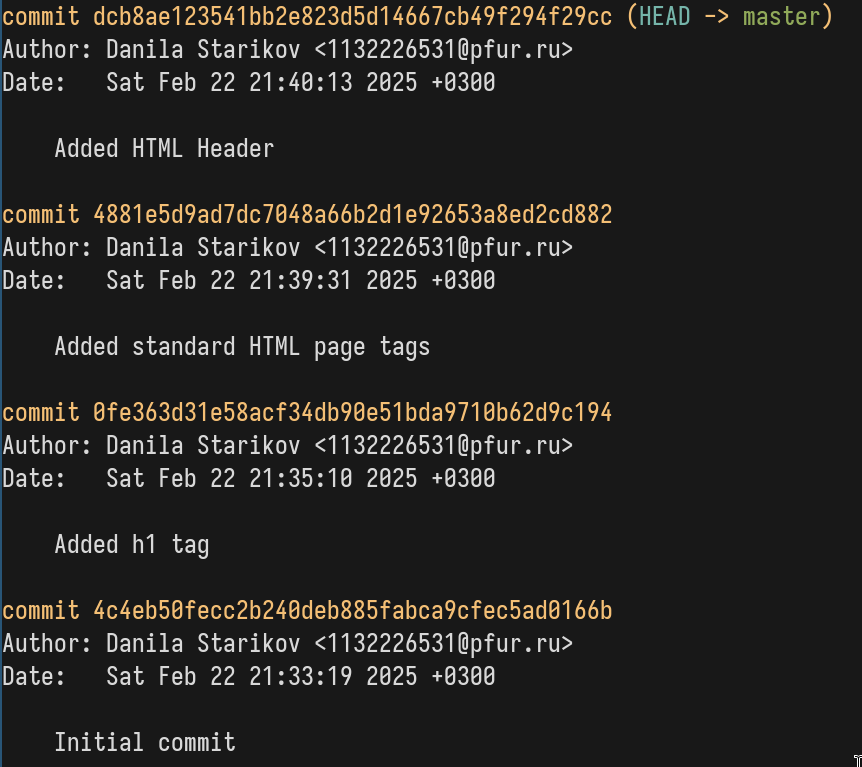 commit dcb8ae123541bb2e823d5d14667cb49f294f29cc (HEAD -> master)
Author: Danila Starikov <1132226531@pfur.ru>
Date:   Sat Feb 22 21:40:13 2025 +0300
    Added HTML Header
commit 4881e5d9ad7dc7048a66b2d1e92653a8ed2cd882
Author: Danila Starikov <1132226531@pfur.ru>
Date:   Sat Feb 22 21:39:31 2025 +0300
    Added standard HTML page tags
commit 0fe363d31e58acf34db90e51bda9710b62d9c194
Author: Danila Starikov <1132226531@pfur.ru>
Date:   Sat Feb 22 21:35:10 2025 +0300
    Added h1 tag
commit 4c4eb50fecc2b240deb885fabca9cfec5ad0166b
Author: Danila Starikov <1132226531@pfur.ru>
Date:   Sat Feb 22 21:33:19 2025 +0300
    Initial commit